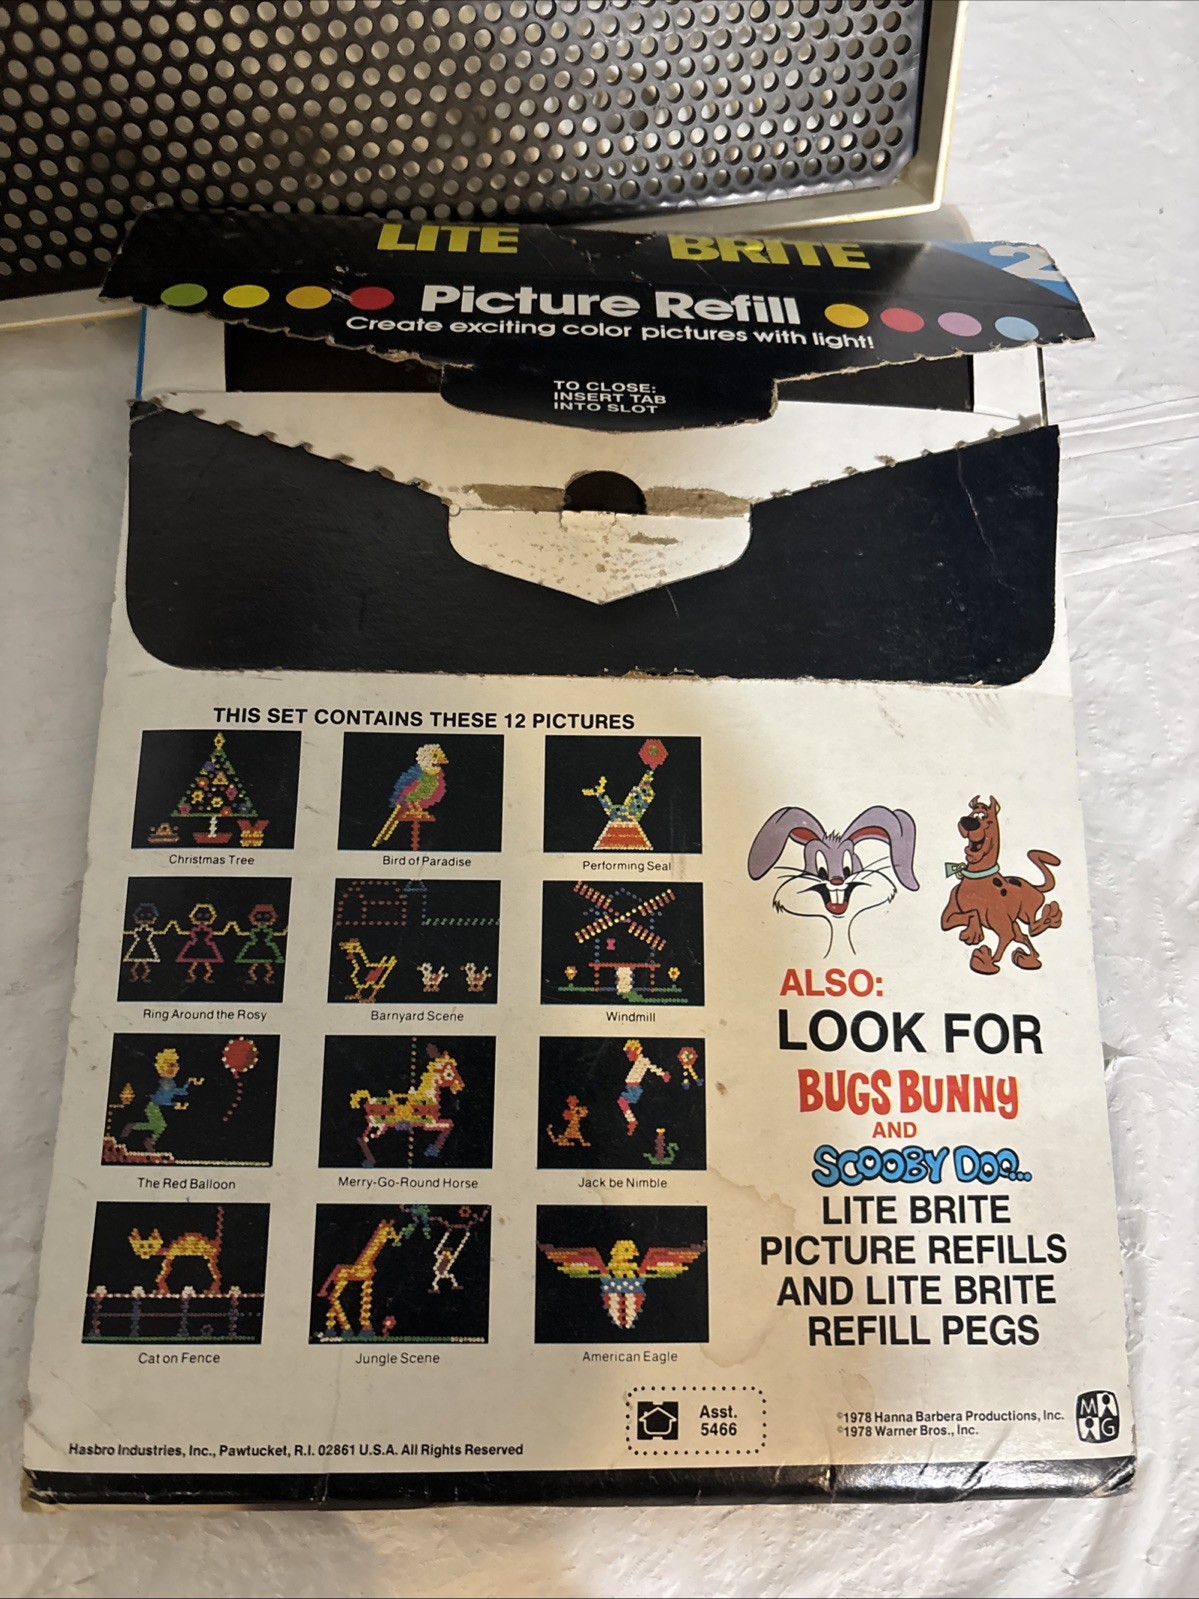 LITE BRITE
2
Picture Refill
Create exciting color pictures with light!
TO CLOSE:
INSERT TAB
INTO SLOT
THIS SET CONTAINS THESE 12 PICTURES
Christmas Tree
Bird of Paradise
Performing Seal
Ring Around the Rosy
Barnyard Scene
Windmill
The Red Balloon
Merry-Go-Round Horse
Jack be Nimble
Cat on Fence
Jungle Scene
American Eagle
ALSO:
LOOK FOR
BUGS BUNNY
AND
SCOOBY DOO...
LITE BRITE
PICTURE REFILLS
AND LITE BRITE
REFILL PEGS
Asst.
5466
©1978 Hanna Barbera Productions, Inc.
©1978 Warner Bros., Inc.
M G
Hasbro Industries, Inc., Pawtucket, R.I. 02861 U.S.A. All Rights Reserved